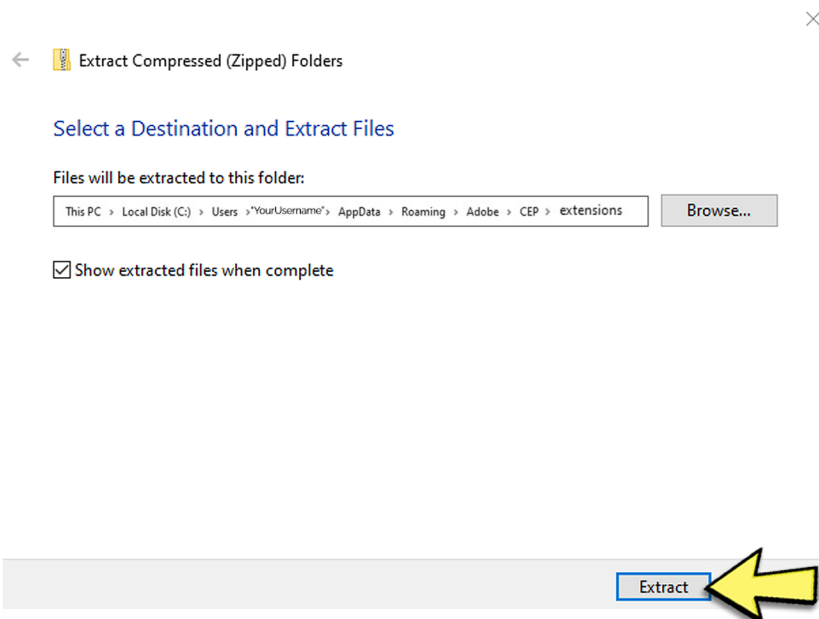 Extract Compressed (Zipped) Folders
Select a Destination and Extract Files
Files will be extracted to this folder:
This PC > Local Disk (C:) > Users >"YourUsername"> AppData > Roaming > Adobe > CEP > extensions
Browse...
Show extracted files when complete
Extract